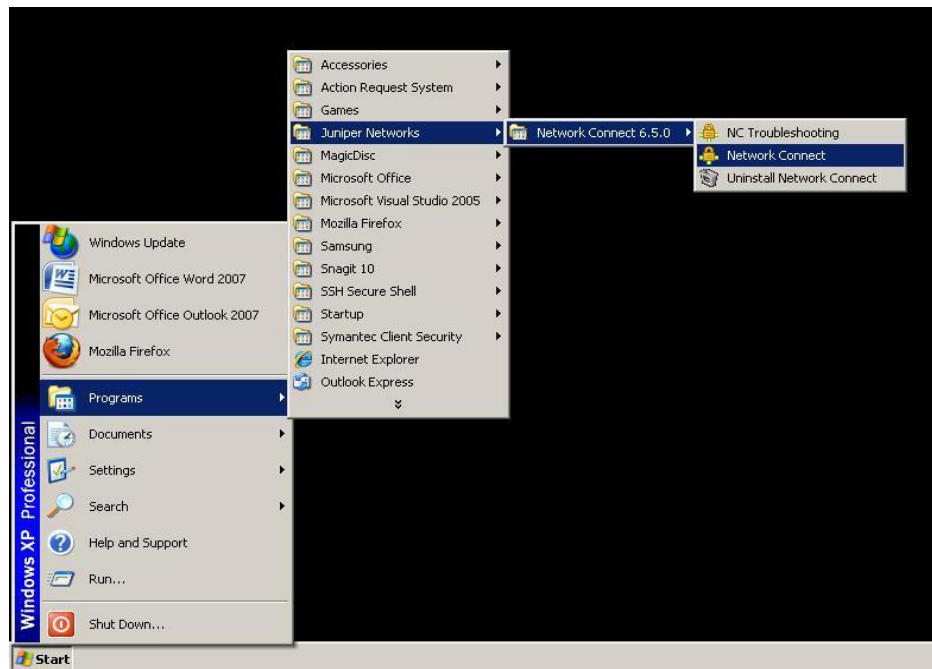 Accessories
Action Request System
Games
Juniper Networks
MagicDisc
Microsoft Office
Microsoft Visual Studio 2005
Mozilla Firefox
Samsung
Snagit 10
SSH Secure Shell
Startup
Symantec Client Security
Internet Explorer
Outlook Express
Network Connect 6.5.0
NC Troubleshooting
Network Connect
Uninstall Network Connect
Windows Update
Microsoft Office Word 2007
Microsoft Office Outlook 2007
Mozilla Firefox
Programs
Documents
Settings
Search
Help and Support
Run...
Shut Down...
Windows XP Professional
Start